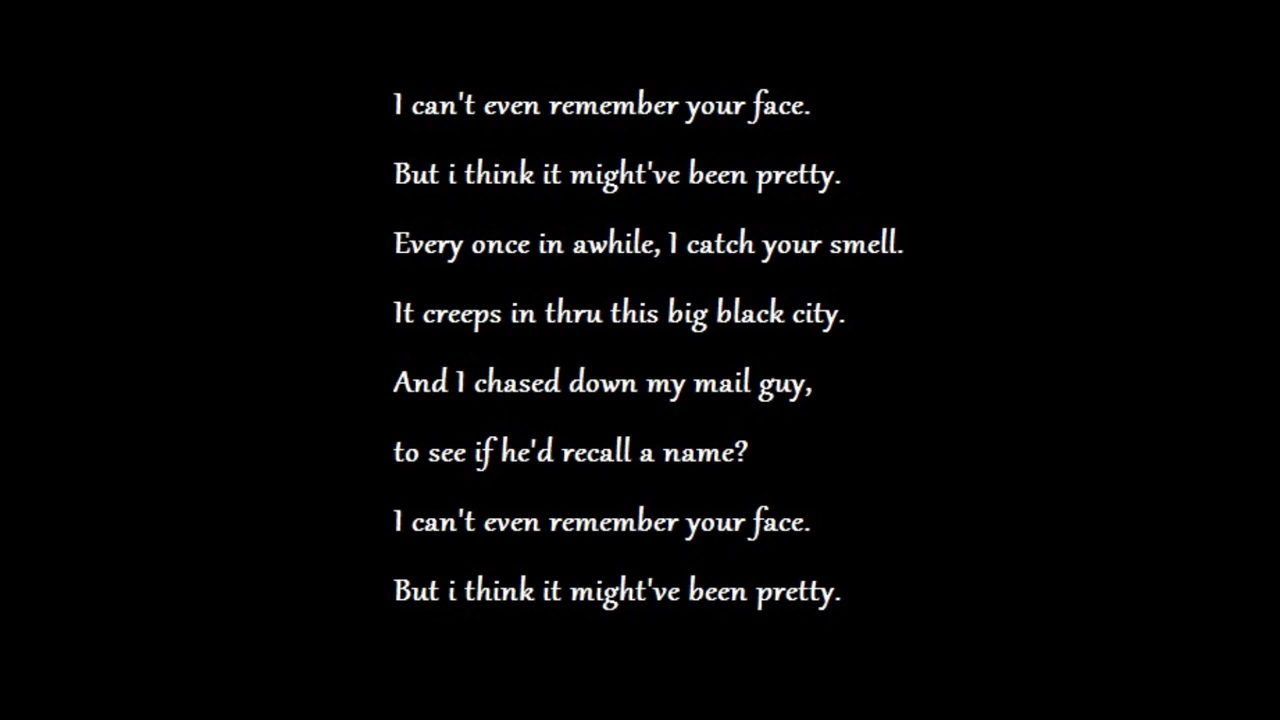 I can't even remember your face.
But i think it might've been pretty.
Every once in awhile, I catch your smell.
It creeps in thru this big black city.
And I chased down my mail guy,
to see if he'd recall a name?
I can't even remember your face.
But i think it might've been pretty.